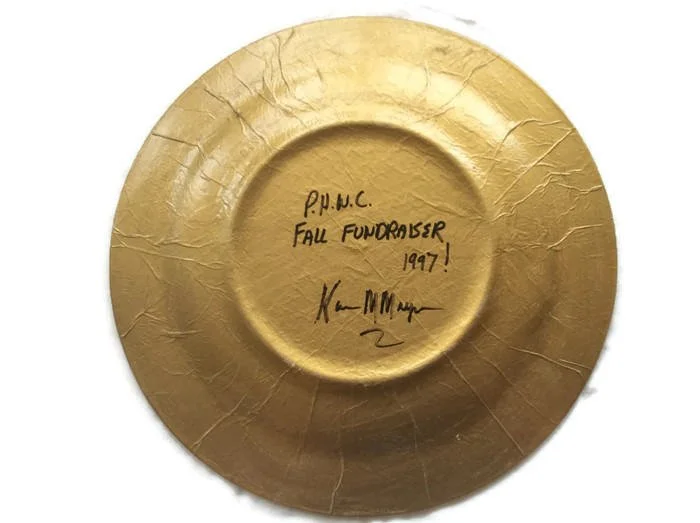 P.H.N.C.
FALL FUNDRAISER
1997!